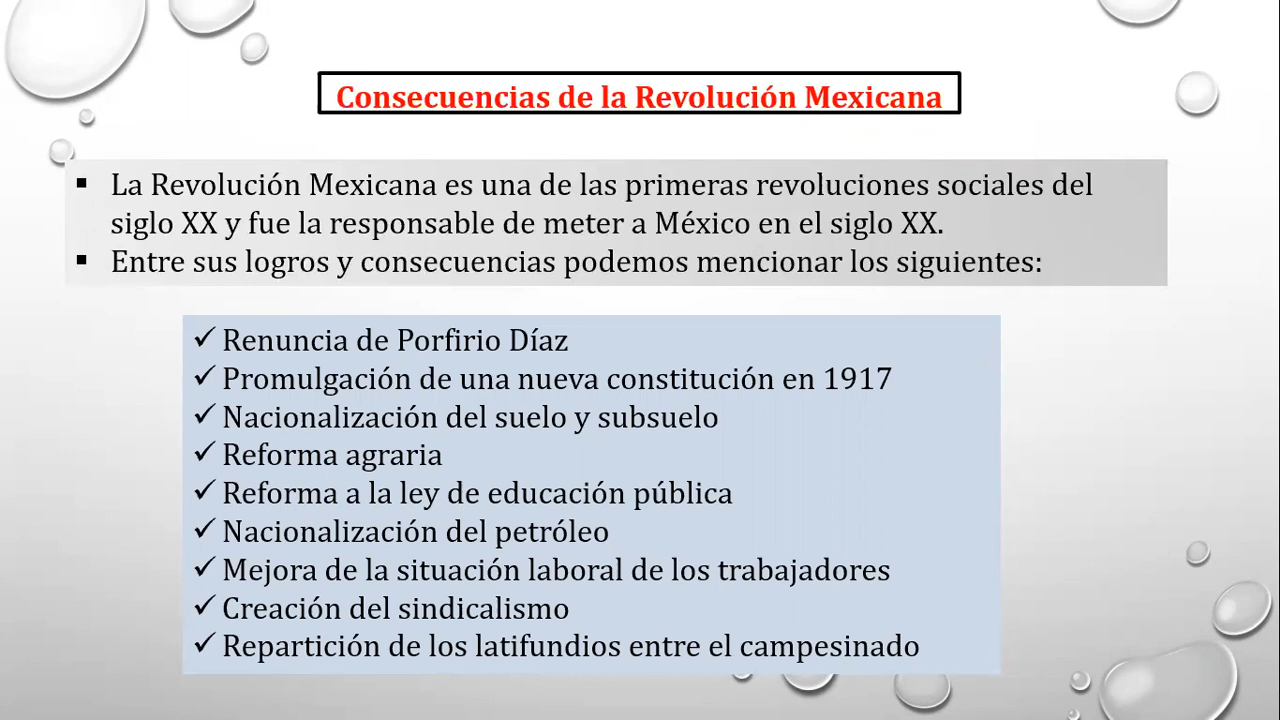 Consecuencias de la Revolución Mexicana
▪ La Revolución Mexicana es una de las primeras revoluciones sociales del
siglo XX y fue la responsable de meter a México en el siglo XX.
▪ Entre sus logros y consecuencias podemos mencionar los siguientes:
✓ Renuncia de Porfirio Díaz
✓ Promulgación de una nueva constitución en 1917
✓ Nacionalización del suelo y subsuelo
✓ Reforma agraria
✓ Reforma a la ley de educación pública
✓ Nacionalización del petróleo
✓ Mejora de la situación laboral de los trabajadores
✓ Creación del sindicalismo
✓ Repartición de los latifundios entre el campesinado